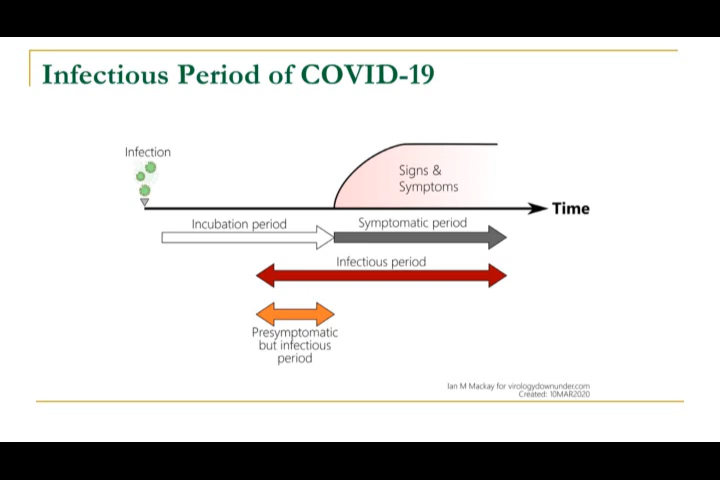 Infectious Period of COVID-19
Infection
Signs &
Symptoms
Time
Incubation period
Symptomatic period
Infectious period
Presymptomatic
but infectious
period
Ian M Mackay for virologydownunder.com
Created: 10MAR2020